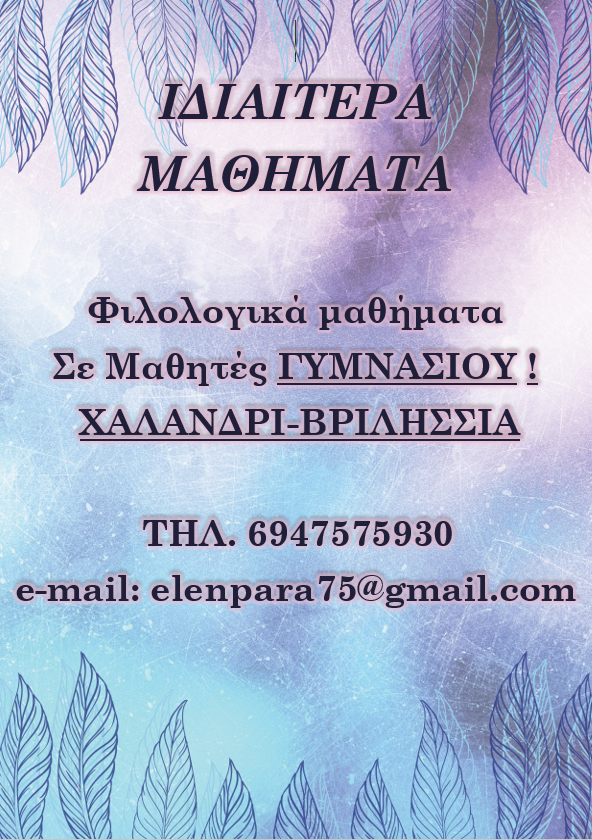 ΙΔΙΑΙΤΕΡΑ
ΜΑΘΗΜΑΤΑ
Φιλολογικά μαθήματα
Σε Μαθητές ΓΥΜΝΑΣΙΟΥ !
ΧΑΛΑΝΔΡΙ-ΒΡΙΛΗΣΣΙΑ
ΤΗΛ. 6947575930
e-mail: elenpara75@gmail.com